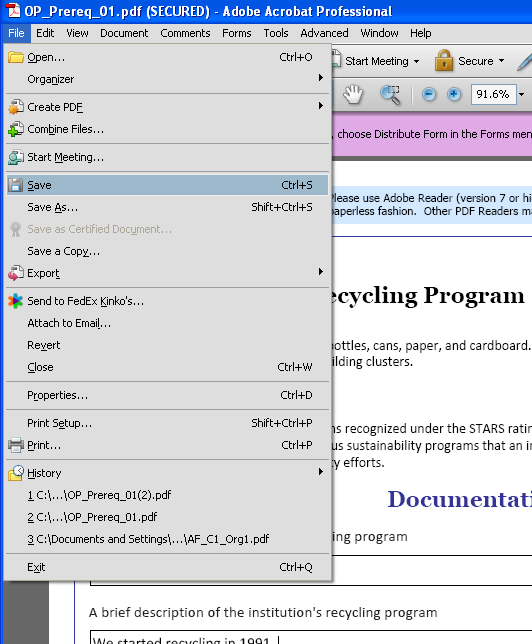 OP_Prereq_01.pdf (SECURED) - Adobe Acrobat Professional
File Edit View Document Comments Forms Tools Advanced Window Help
Open... Ctrl+O
Organizer
Create PDF
Combine Files...
Start Meeting...
Save Ctrl+S
Save As... Shift+Ctrl+S
Save as Certified Document...
Save a Copy...
Export
Send to FedEx Kinko's...
Attach to Email...
Revert
Close Ctrl+W
Properties... Ctrl+D
Print Setup... Shift+Ctrl+P
Print... Ctrl+P
History
1 C:\...\OP_Prereq_01(2).pdf
2 C:\...\OP_Prereq_01.pdf
3 C:\Documents and Settings\...\AF_C1_Org1.pdf
Exit Ctrl+Q
Start Meeting Secure
91.6%
, choose Distribute Form in the Forms men
Please use Adobe Reader (version 7 or hi
paperless fashion. Other PDF Readers ma
ecycling Program
bottles, cans, paper, and cardboard.
ilding clusters.
ns recognized under the STARS ratin
us sustainability programs that an in
y efforts.
Documentati
ling program
A brief description of the institution's recycling program
We started recycling in 1991.